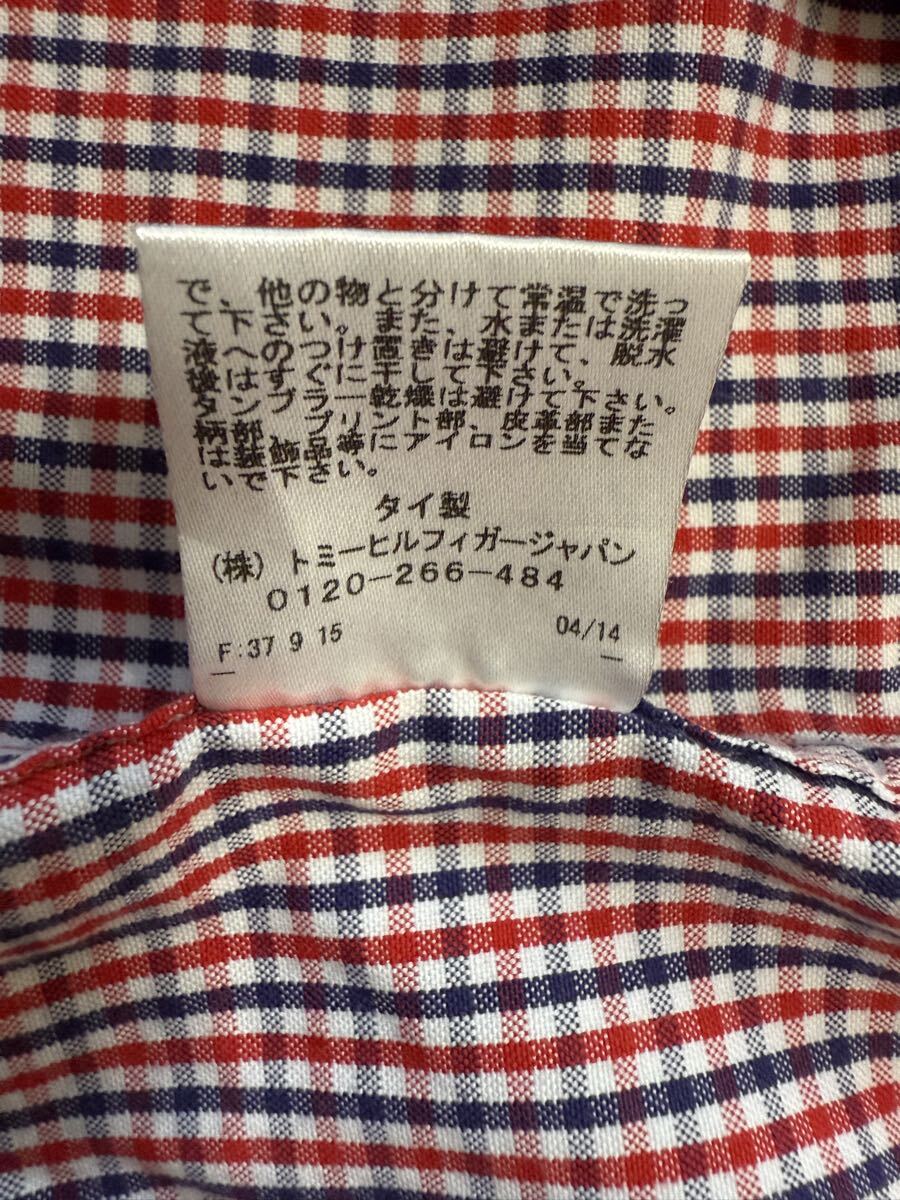 で、他の物と分けて常温で洗っ
て下さい。また、水または洗濯
液へのつけ置きは避けて、脱水
後はすぐに干して下さい。
タンブラー乾燥は避けて下さい。
柄部、プリント部、皮革部また
は装飾品等にアイロンを当てな
いで下さい。
タイ製
(株) トミーヒルフィガージャパン
0120-266-484
F:37 9 15 04/14